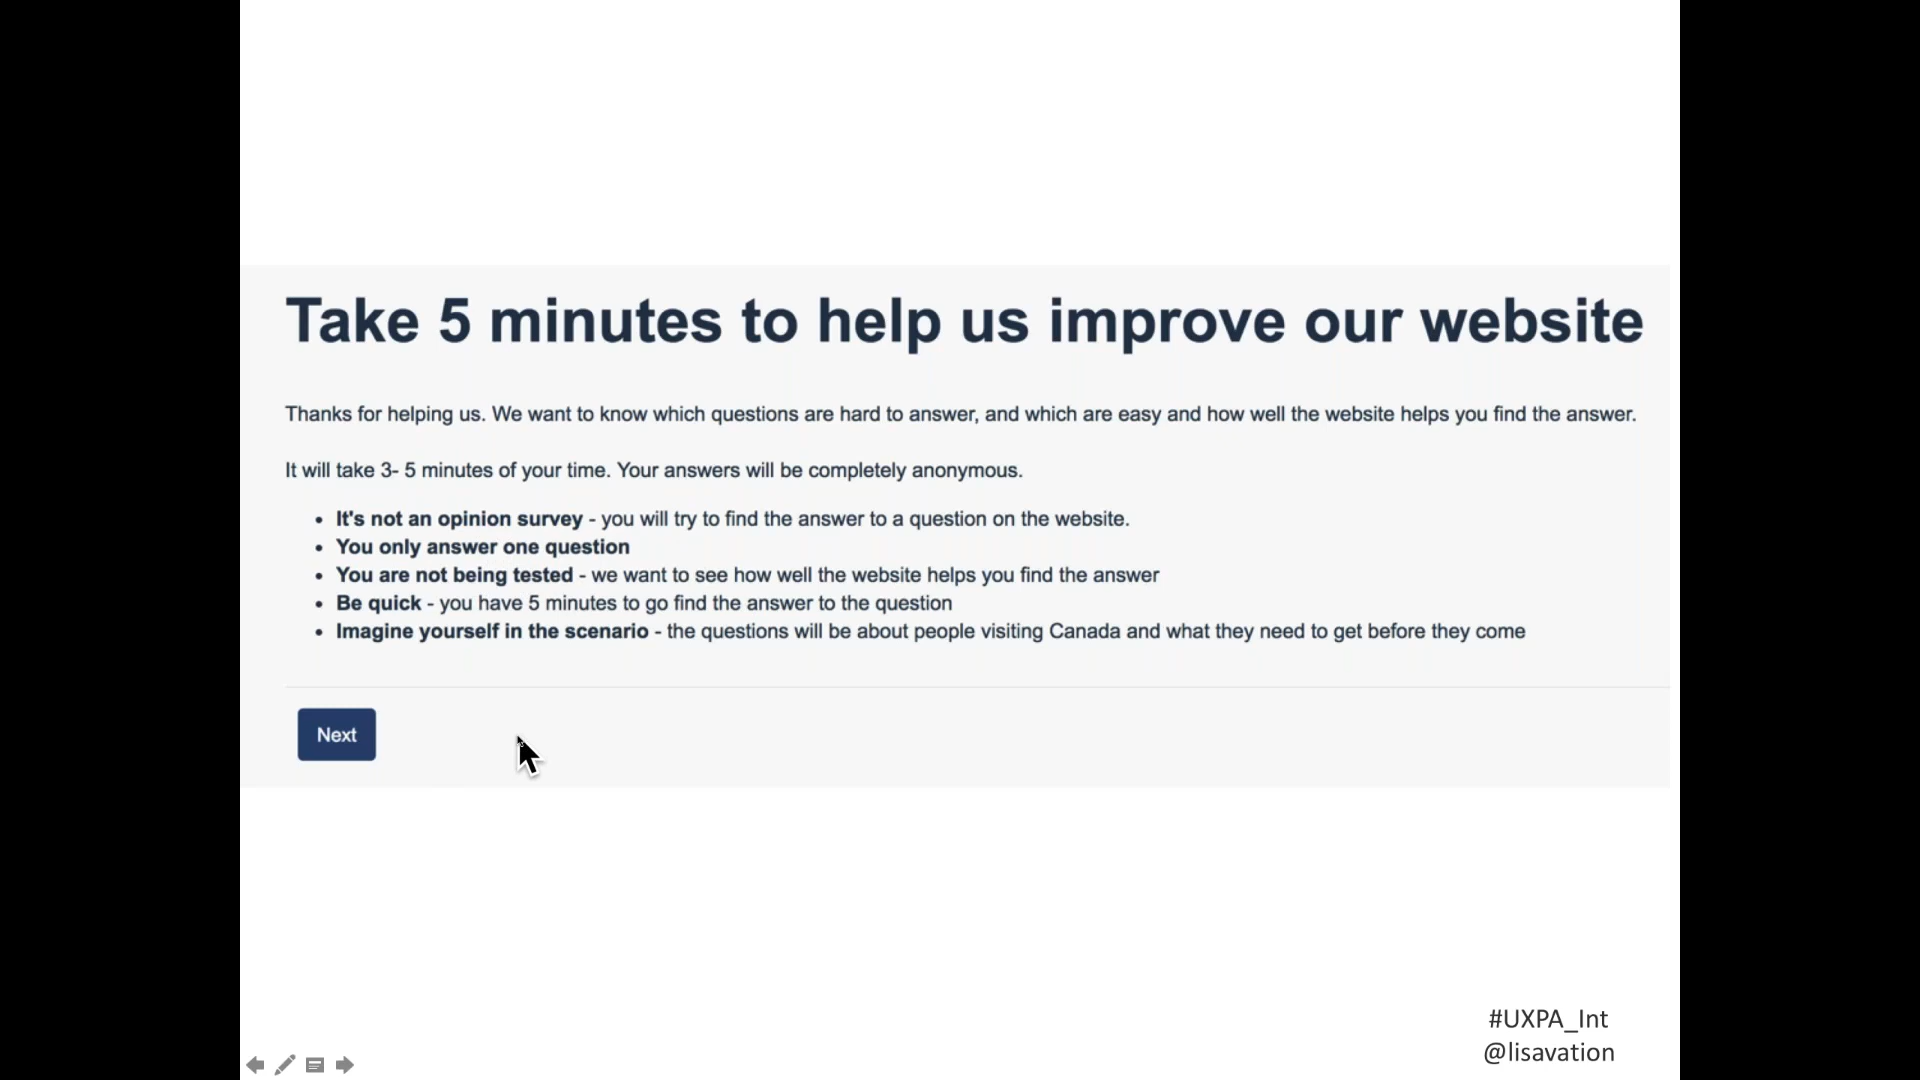 Take 5 minutes to help us improve our website
Thanks for helping us. We want to know which questions are hard to answer, and which are easy and how well the website helps you find the answer.
It will take 3- 5 minutes of your time. Your answers will be completely anonymous.
• It's not an opinion survey - you will try to find the answer to a question on the website.
• You only answer one question
• You are not being tested - we want to see how well the website helps you find the answer
• Be quick - you have 5 minutes to go find the answer to the question
• Imagine yourself in the scenario - the questions will be about people visiting Canada and what they need to get before they come
Next
#UXPA_Int
@lisavation